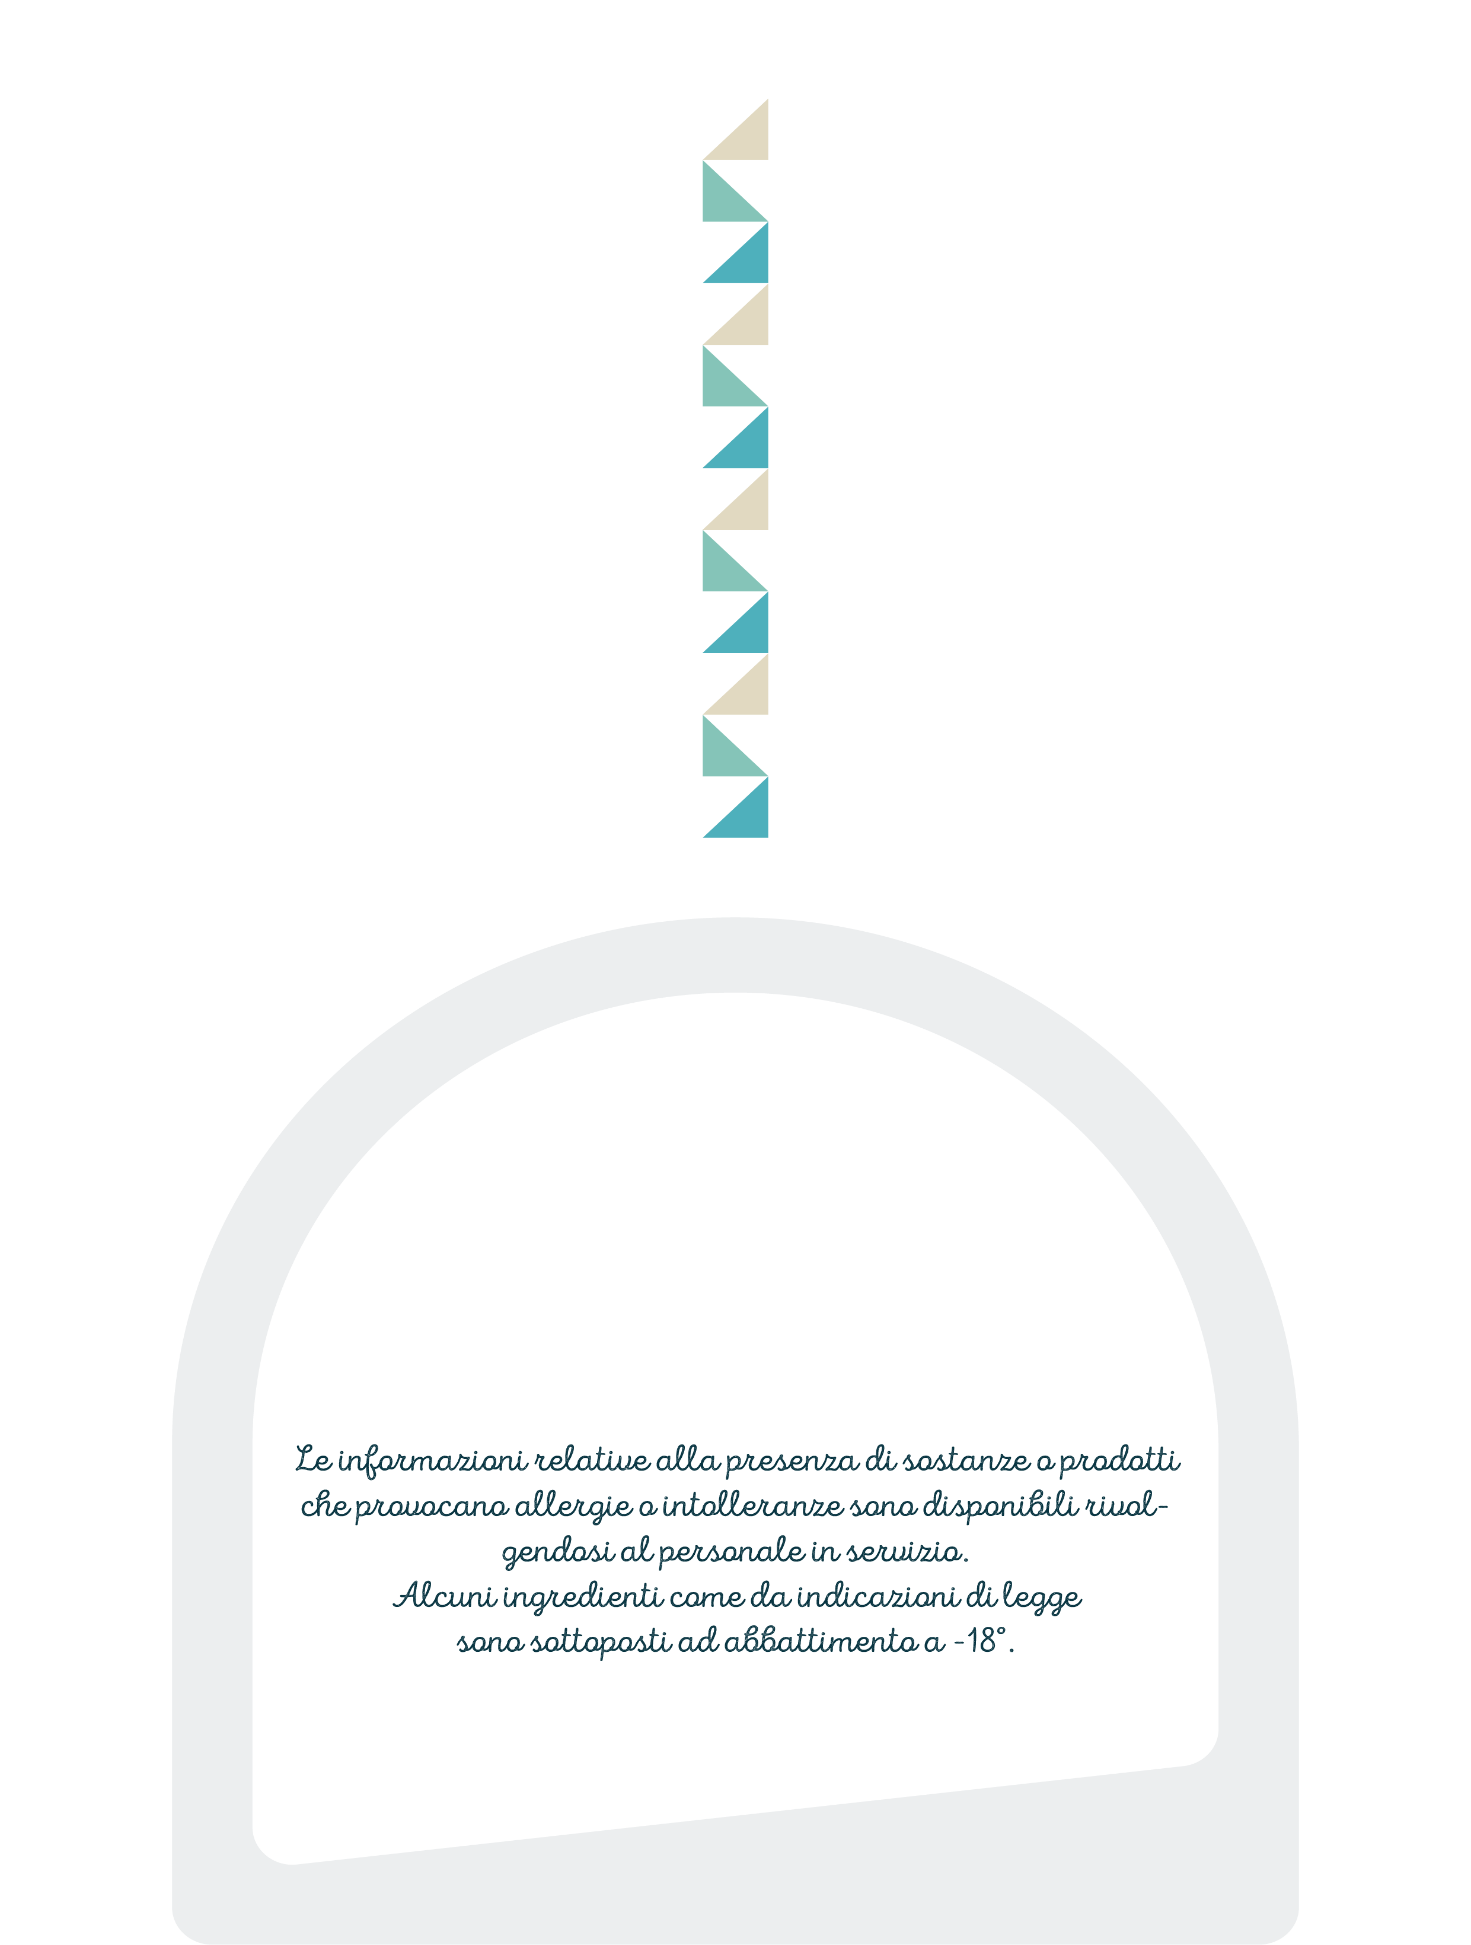 Le informazioni relative alla presenza di sostanze o prodotti
che provocano allergie o intolleranze sono disponibili rivol-
gendosi al personale in servizio.
Alcuni ingredienti come da indicazioni di legge
sono sottoposti ad abbattimento a -18°.